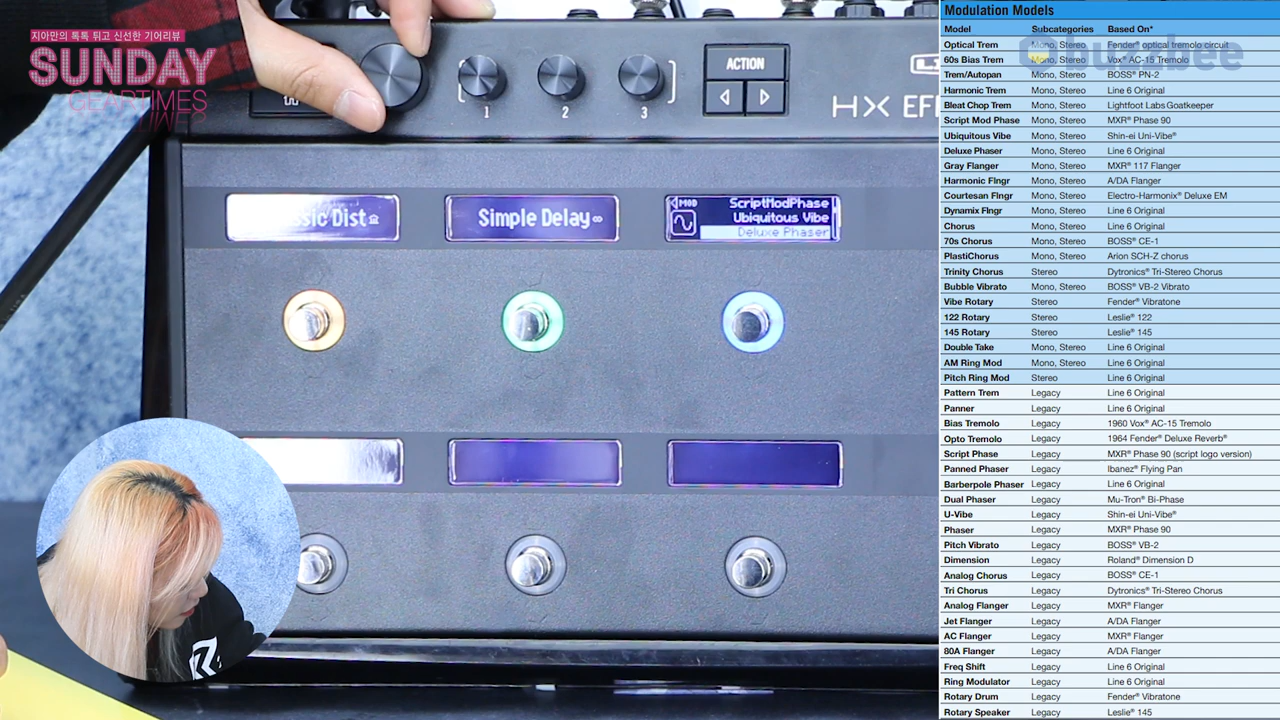 지아만의 톡톡 튀고 신선한 기어리뷰
SUNDAY
GEARTIMES
buzzbee
1
2
3
ACTION
HX
Dist
Simple Delay
MOD
ScriptModPhase
Ubiquitous Vibe
Deluxe Phaser
Modulation Models
Model Subcategories Based On*
Optical Trem Mono, Stereo Fender® optical tremolo circuit
60s Bias Trem Mono, Stereo Vox® AC-15 Tremolo
Trem/Autopan Mono, Stereo BOSS® PN-2
Harmonic Trem Mono, Stereo Line 6 Original
Bleat Chop Trem Mono, Stereo Lightfoot Labs Goatkeeper
Script Mod Phase Mono, Stereo MXR® Phase 90
Ubiquitous Vibe Mono, Stereo Shin-ei Uni-Vibe®
Deluxe Phaser Mono, Stereo Line 6 Original
Gray Flanger Mono, Stereo MXR® 117 Flanger
Harmonic Flngr Mono, Stereo A/DA Flanger
Courtesan Flngr Mono, Stereo Electro-Harmonix® Deluxe EM
Dynamix Flngr Mono, Stereo Line 6 Original
Chorus Mono, Stereo Line 6 Original
70s Chorus Mono, Stereo BOSS® CE-1
PlastiChorus Mono, Stereo Arion SCH-Z chorus
Trinity Chorus Stereo Dytronics® Tri-Stereo Chorus
Bubble Vibrato Mono, Stereo BOSS® VB-2 Vibrato
Vibe Rotary Stereo Fender® Vibratone
122 Rotary Stereo Leslie® 122
145 Rotary Stereo Leslie® 145
Double Take Mono, Stereo Line 6 Original
AM Ring Mod Mono, Stereo Line 6 Original
Pitch Ring Mod Stereo Line 6 Original
Pattern Trem Legacy Line 6 Original
Panner Legacy Line 6 Original
Bias Tremolo Legacy 1960 Vox® AC-15 Tremolo
Opto Tremolo Legacy 1964 Fender® Deluxe Reverb®
Script Phase Legacy MXR® Phase 90 (script logo version)
Panned Phaser Legacy Ibanez® Flying Pan
Barberpole Phaser Legacy Line 6 Original
Dual Phaser Legacy Mu-Tron® Bi-Phase
U-Vibe Legacy Shin-ei Uni-Vibe®
Phaser Legacy MXR® Phase 90
Pitch Vibrato Legacy BOSS® VB-2
Dimension Legacy Roland® Dimension D
Analog Chorus Legacy BOSS® CE-1
Tri Chorus Legacy Dytronics® Tri-Stereo Chorus
Analog Flanger Legacy MXR® Flanger
Jet Flanger Legacy A/DA Flanger
AC Flanger Legacy MXR® Flanger
80A Flanger Legacy A/DA Flanger
Freq Shift Legacy Line 6 Original
Ring Modulator Legacy Line 6 Original
Rotary Drum Legacy Fender® Vibratone
Rotary Speaker Legacy Leslie® 145